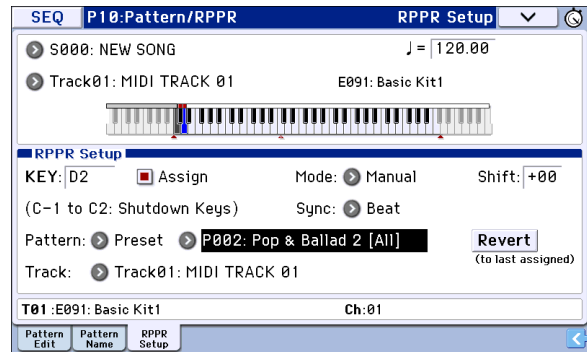 SEQ P10:Pattern/RPPR RPPR Setup
S000: NEW SONG ♩= 120.00
Track01: MIDI TRACK 01 E091: Basic Kit1
RPPR Setup
KEY: D2 Assign Mode: Manual Shift: +00
(C-1 to C2: Shutdown Keys) Sync: Beat
Pattern: Preset P002: Pop & Ballad 2 [All] Revert
(to last assigned)
Track: Track01: MIDI TRACK 01
T01 :E091: Basic Kit1 Ch:01
Pattern Edit Pattern Name RPPR Setup